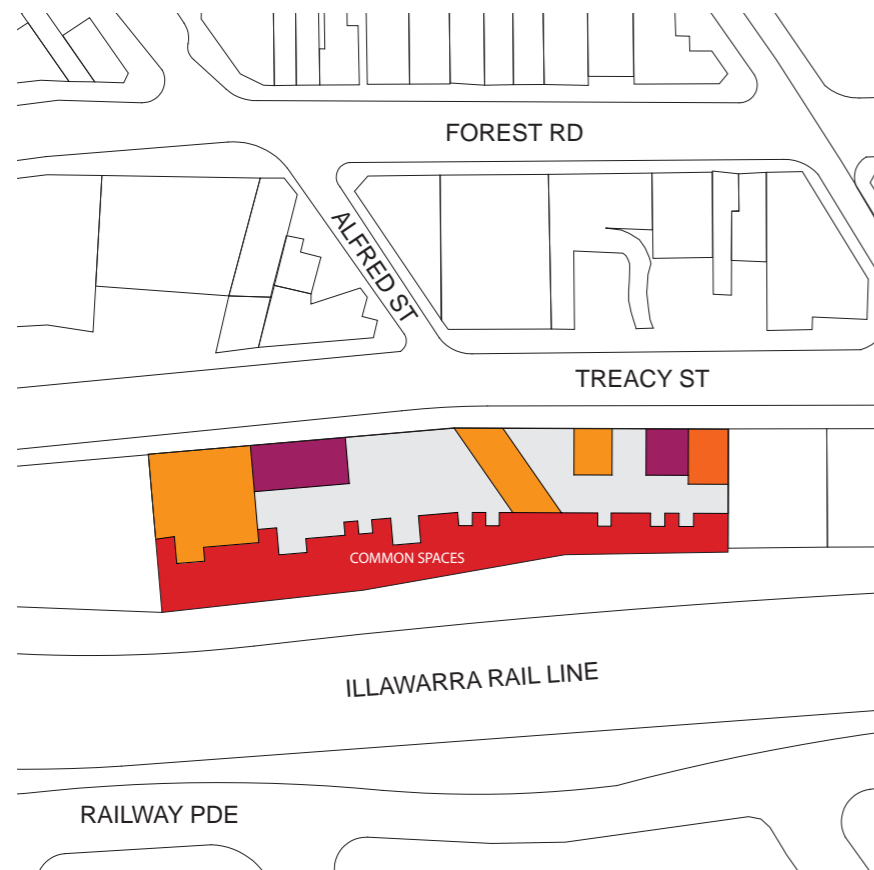 FOREST RD
ALFRED ST
TREACY ST
COMMON SPACES
ILLAWARRA RAIL LINE
RAILWAY PDE